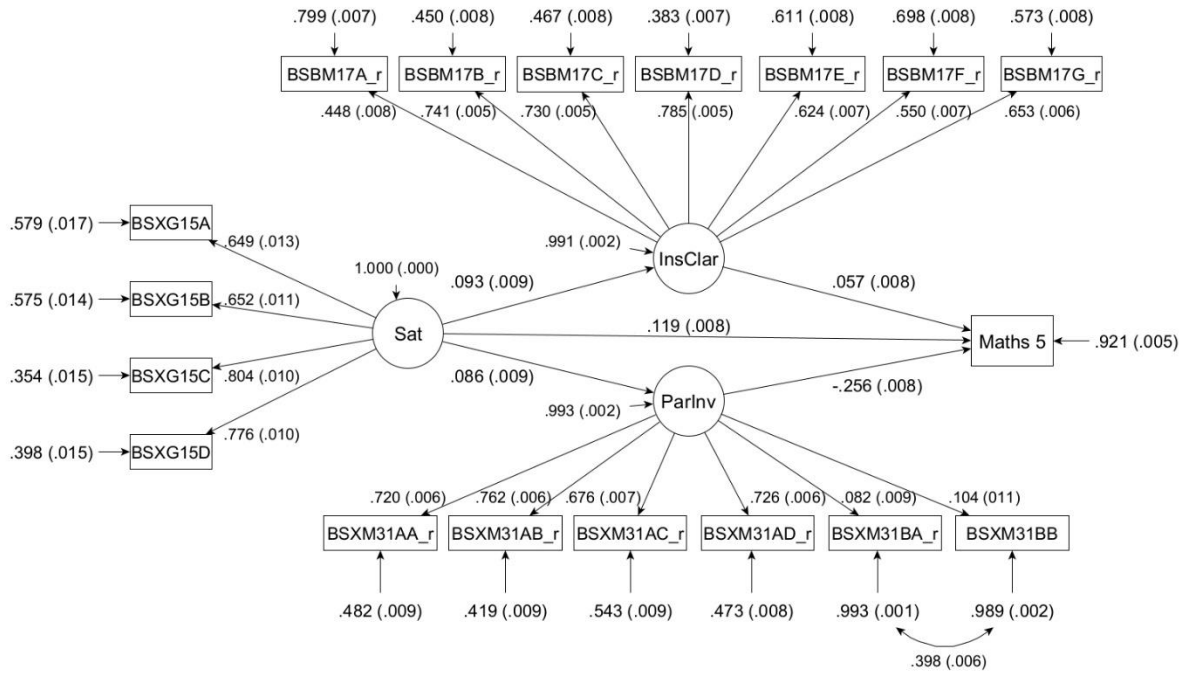 .799 (.007) .450 (.008) .467 (.008) .383 (.007) .611 (.008) .698 (.008) .573 (.008)
BSBM17A_r BSBM17B_r BSBM17C_r BSBM17D_r BSBM17E_r BSBM17F_r BSBM17G_r
.448 (.008) .741 (.005) .730 (.005) .785 (.005) .624 (.007) .550 (.007) .653 (.006)
.579 (.017) BSXG15A
.649 (.013)
.991 (.002) InsClar
1.000 (.000) .093 (.009) .057 (.008)
.575 (.014) BSXG15B .652 (.011)
Sat .119 (.008) Maths 5 .921 (.005)
.354 (.015) BSXG15C .804 (.010) .086 (.009) -.256 (.008)
.993 (.002) ParInv
.776 (.010)
.398 (.015) BSXG15D
.720 (.006) .762 (.006) .676 (.007) .726 (.006) .082 (.009) .104 (011)
BSXM31AA_r BSXM31AB_r BSXM31AC_r BSXM31AD_r BSXM31BA_r BSXM31BB
.482 (.009) .419 (.009) .543 (.009) .473 (.008) .993 (.001) .989 (.002)
.398 (.006)